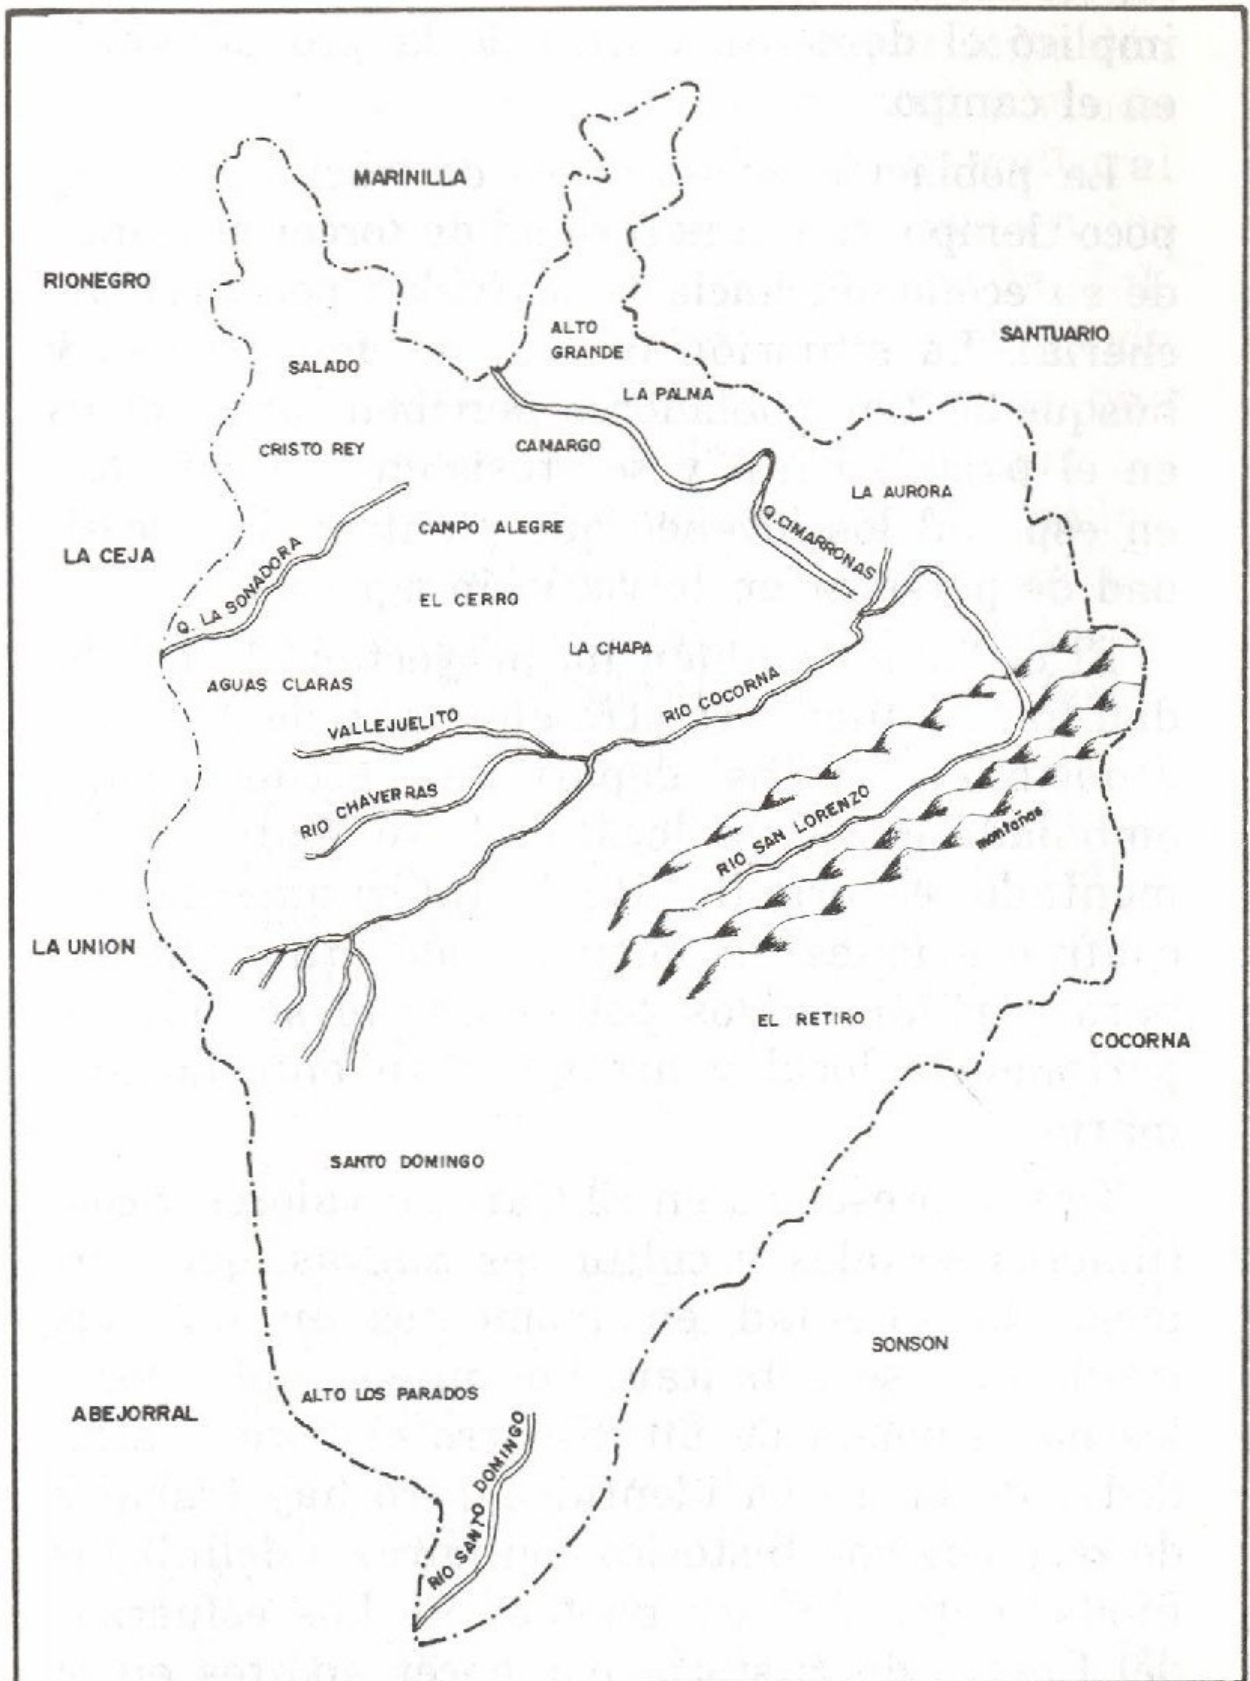 MARINILLA
RIONEGRO
ALTO
GRANDE
SANTUARIO
SALADO
LA PALMA
CRISTO REY
CAMARGO
LA AURORA
CAMPO ALEGRE
Q. CIMARRONAS
LA CEJA
Q. LA SONADORA
EL CERRO
LA CHAPA
AGUAS CLARAS
RIO COCORNA
VALLEJUELITO
RIO CHAVERRAS
RIO SAN LORENZO
montañas
LA UNION
EL RETIRO
COCORNA
SANTO DOMINGO
SONSON
ALTO LOS PARADOS
ABEJORRAL
RIO SANTO DOMINGO